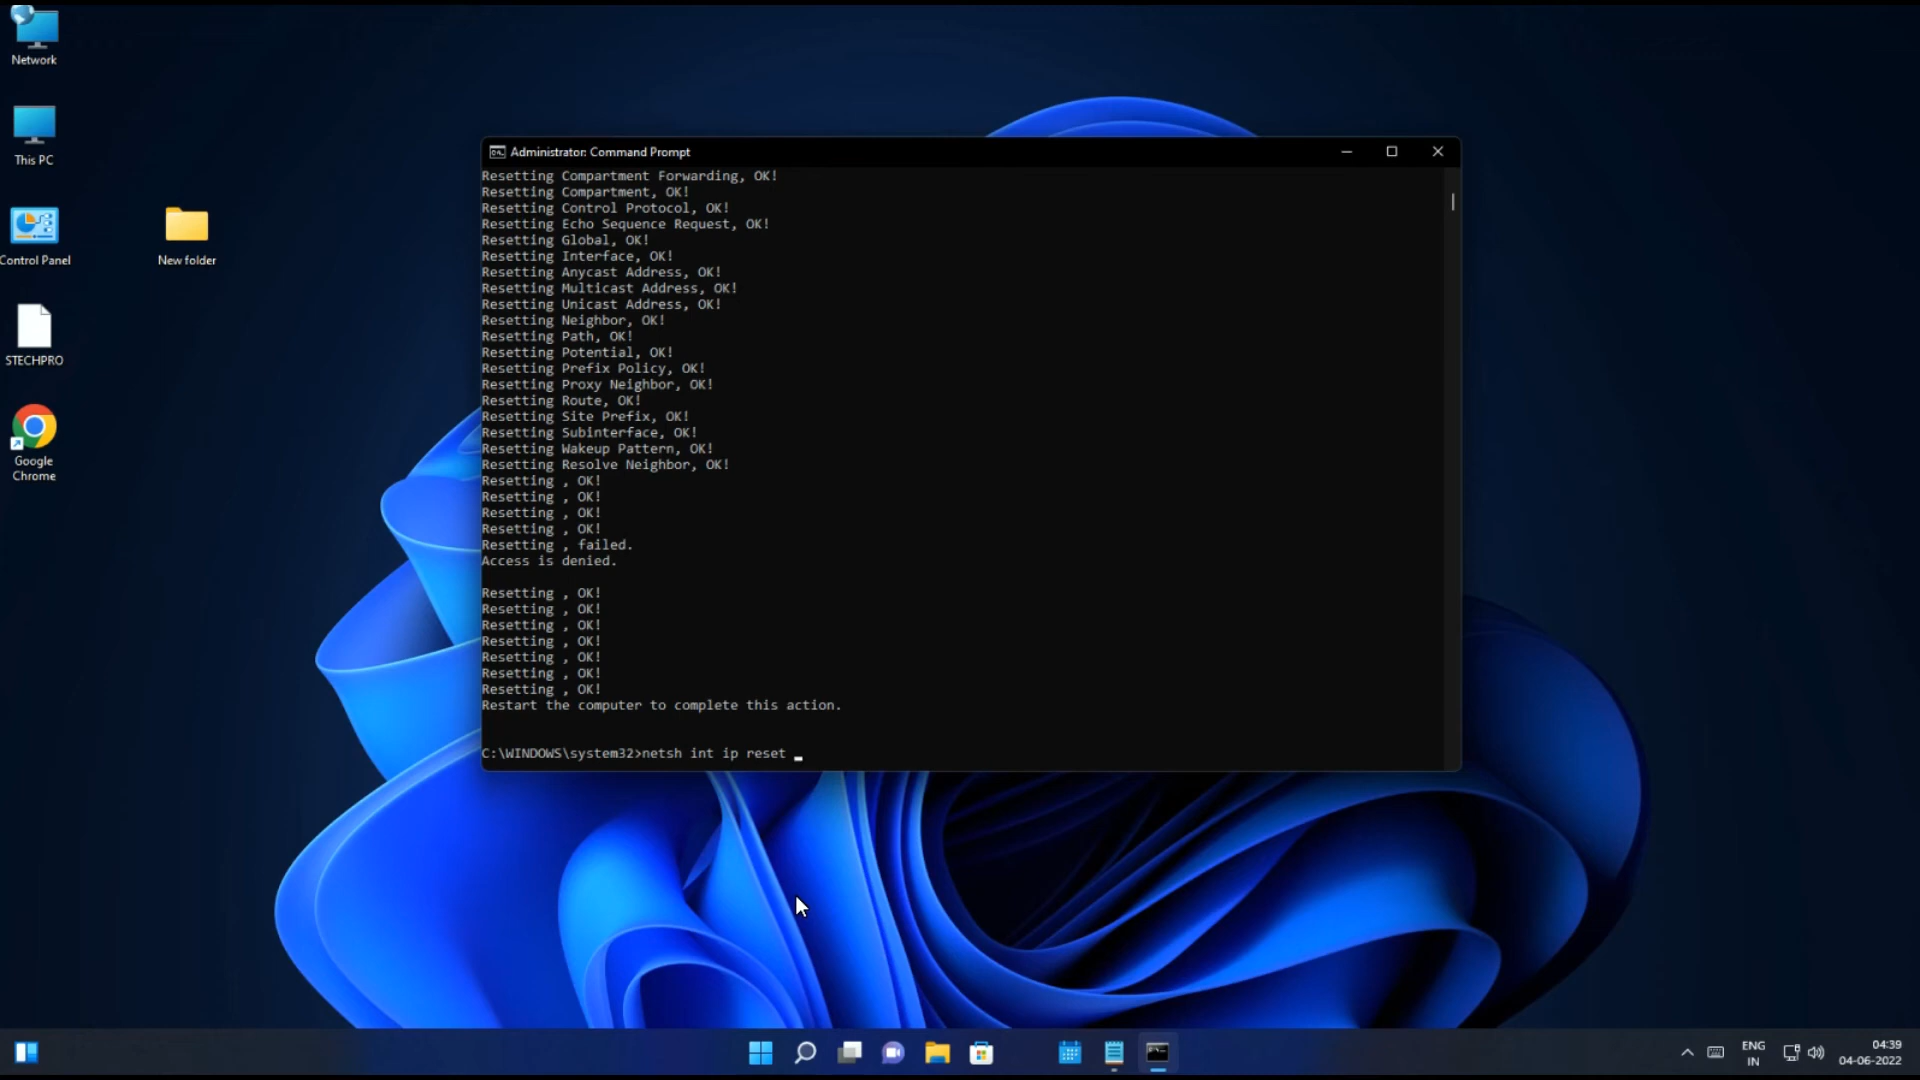 Network
This PC
Control Panel
New folder
STECHPRO
Google
Chrome
Administrator: Command Prompt
Resetting Compartment Forwarding, OK!
Resetting Compartment, OK!
Resetting Control Protocol, OK!
Resetting Echo Sequence Request, OK!
Resetting Global, OK!
Resetting Interface, OK!
Resetting Anycast Address, OK!
Resetting Multicast Address, OK!
Resetting Unicast Address, OK!
Resetting Neighbor, OK!
Resetting Path, OK!
Resetting Potential, OK!
Resetting Prefix Policy, OK!
Resetting Proxy Neighbor, OK!
Resetting Route, OK!
Resetting Site Prefix, OK!
Resetting Subinterface, OK!
Resetting Wakeup Pattern, OK!
Resetting Resolve Neighbor, OK!
Resetting , OK!
Resetting , OK!
Resetting , OK!
Resetting , OK!
Resetting , failed.
Access is denied.
Resetting , OK!
Resetting , OK!
Resetting , OK!
Resetting , OK!
Resetting , OK!
Resetting , OK!
Resetting , OK!
Restart the computer to complete this action.
C:\WINDOWS\system32>netsh int ip reset _
ENG
IN
04:39
04-06-2022